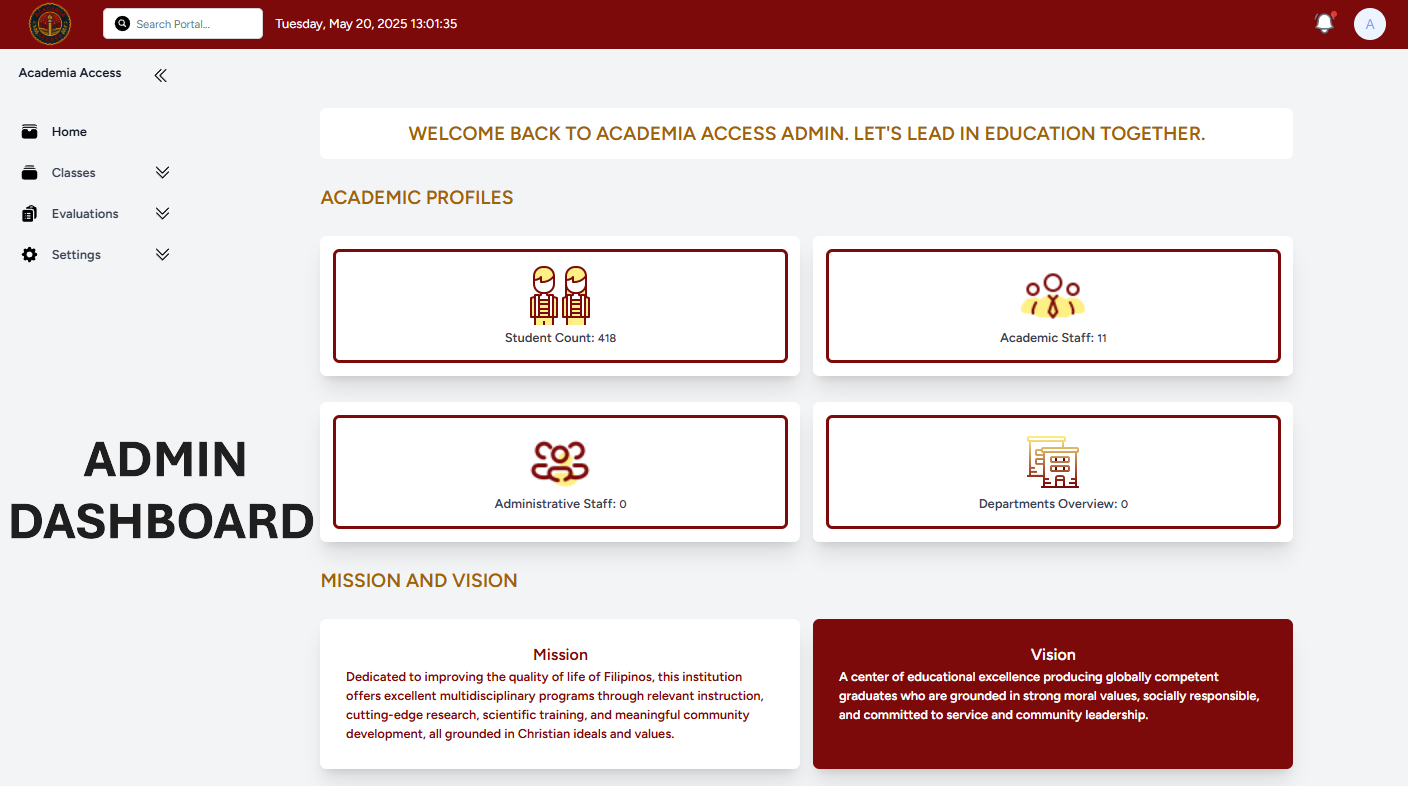 Search Portal...
Tuesday, May 20, 2025 13:01:35
A
Academia Access
Home
Classes
Evaluations
Settings
ADMIN
DASHBOARD
WELCOME BACK TO ACADEMIA ACCESS ADMIN. LET'S LEAD IN EDUCATION TOGETHER.
ACADEMIC PROFILES
Student Count: 418
Academic Staff: 11
Administrative Staff: 0
Departments Overview: 0
MISSION AND VISION
Mission
Dedicated to improving the quality of life of Filipinos, this institution
offers excellent multidisciplinary programs through relevant instruction,
cutting-edge research, scientific training, and meaningful community
development, all grounded in Christian ideals and values.
Vision
A center of educational excellence producing globally competent
graduates who are grounded in strong moral values, socially responsible,
and committed to service and community leadership.